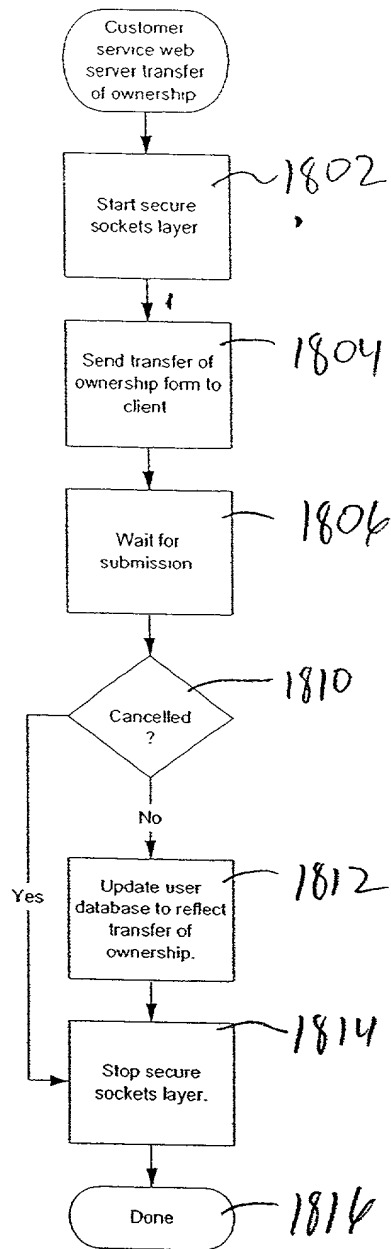 Customer
service web
server transfer
of ownership
1802
Start secure
sockets layer
1804
Send transfer of
ownership form to
client
1806
Wait for
submission
1810
Cancelled
?
No
Yes
1812
Update user
database to reflect
transfer of
ownership.
1814
Stop secure
sockets layer.
1816
Done